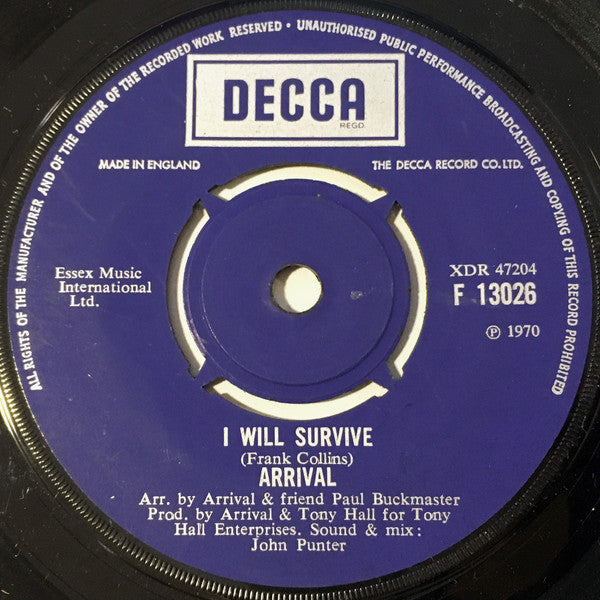 ALL RIGHTS OF THE MANUFACTURER AND OF THE OWNER OF THE RECORDED WORK RESERVED · UNAUTHORISED PUBLIC PERFORMANCE BROADCASTING AND COPYING OF THIS RECORD PROHIBITED
DECCA
REGD.
MADE IN ENGLAND
THE DECCA RECORD CO. LTD.
Essex Music
International
Ltd.
XDR 47204
F 13026
℗ 1970
I WILL SURVIVE
(Frank Collins)
ARRIVAL
Arr. by Arrival & friend Paul Buckmaster
Prod. by Arrival & Tony Hall for Tony
Hall Enterprises. Sound & mix:
John Punter